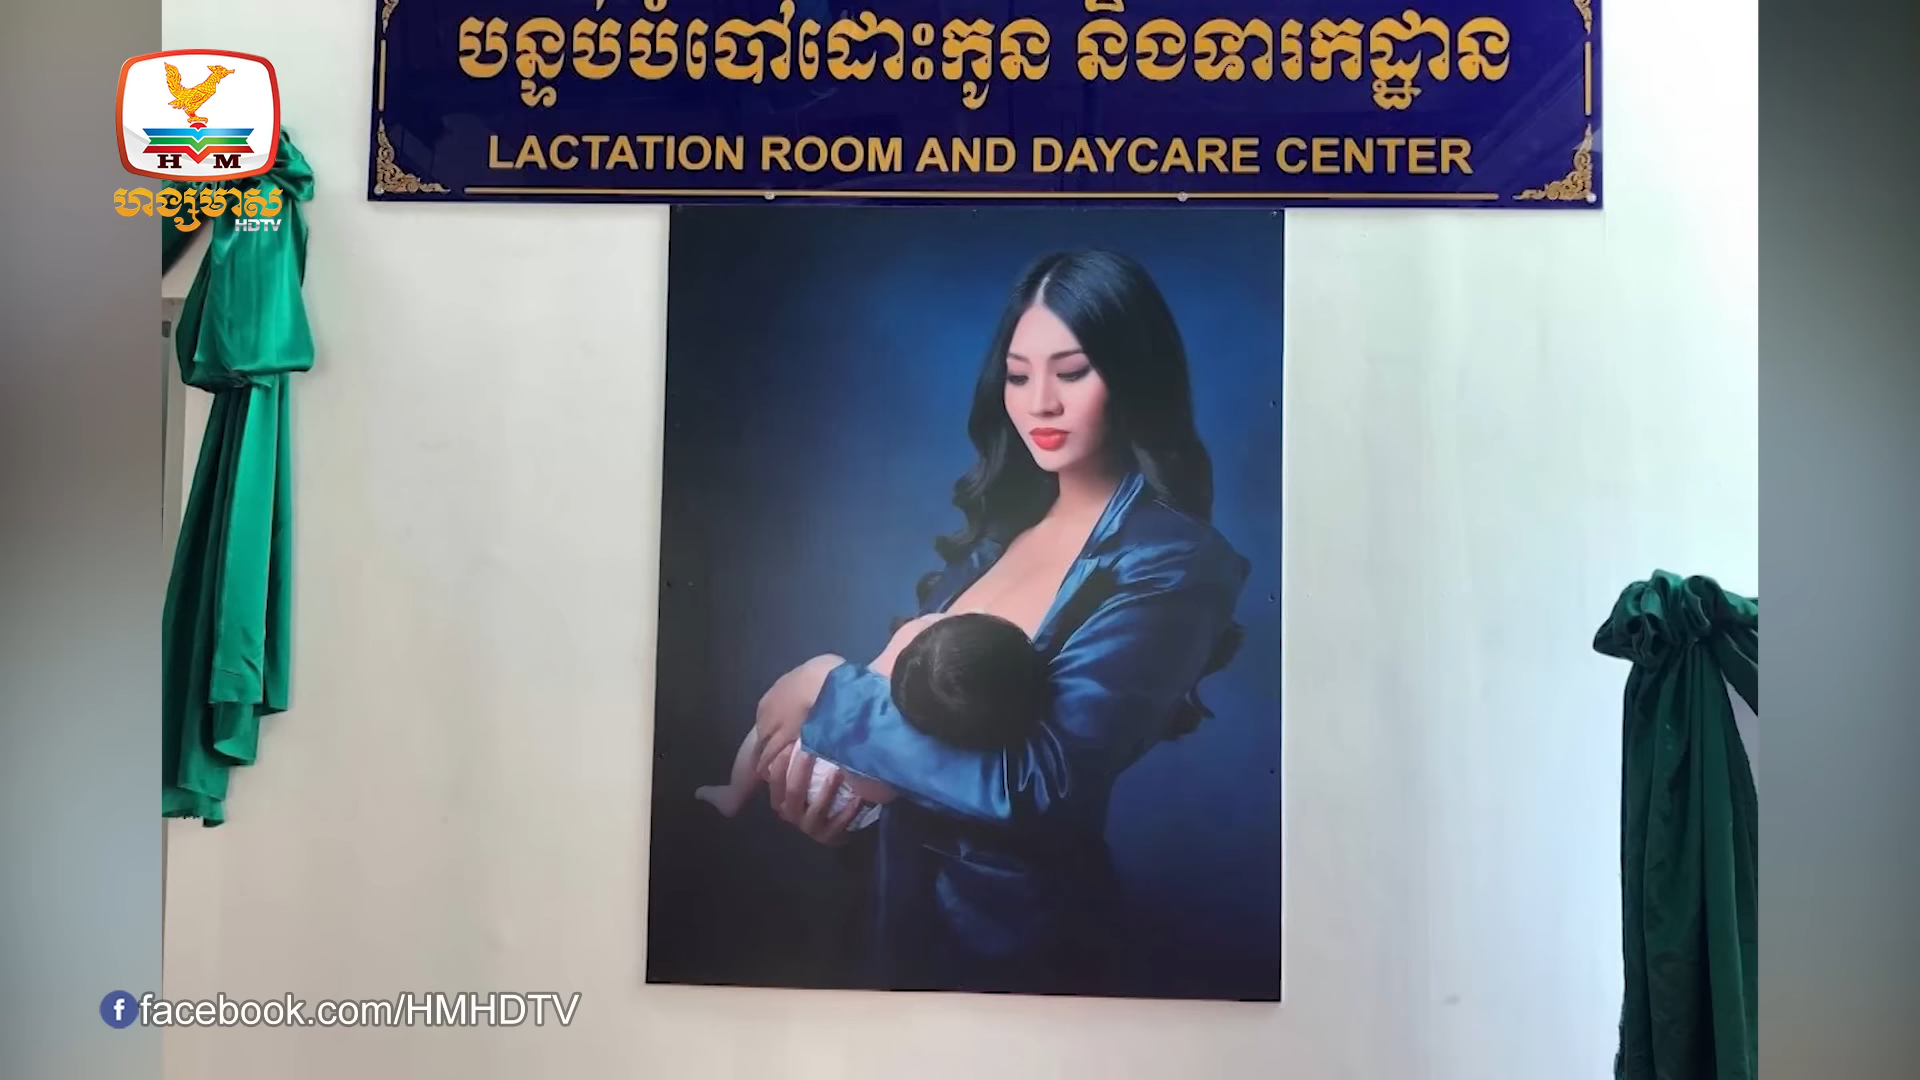 បន្ទប់បំបៅដោះកូន និងទារកដ្ឋាន
LACTATION ROOM AND DAYCARE CENTER
HM
ហង្សមាស
HDTV
facebook.com/HMHDTV